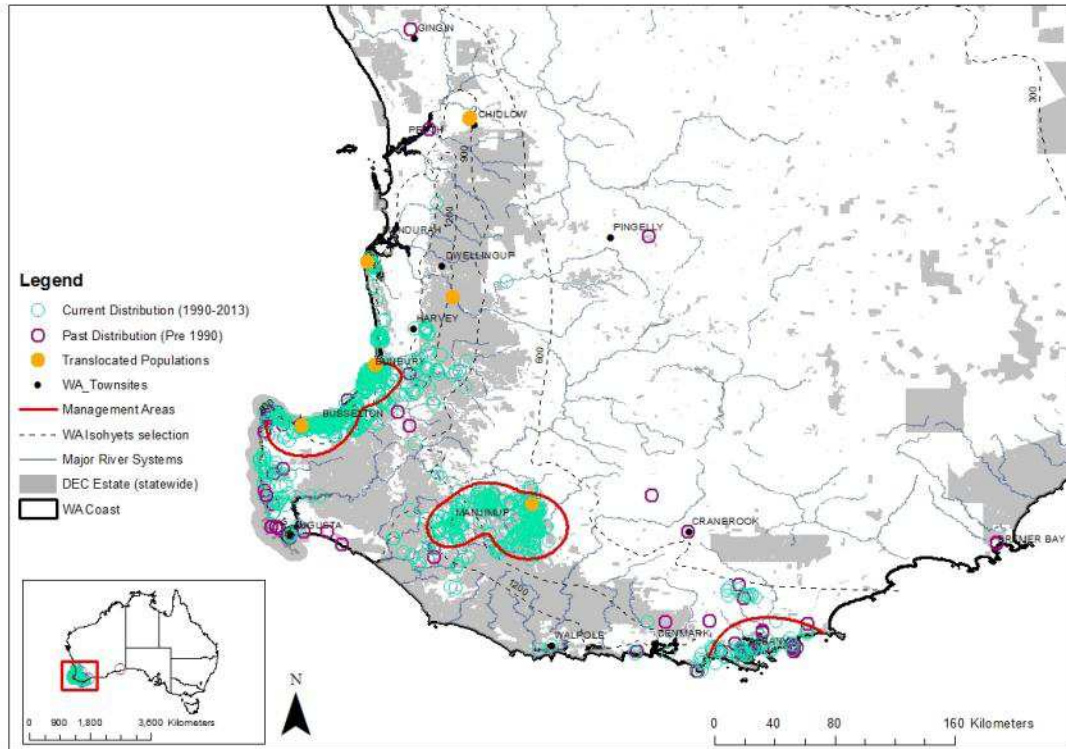 GINGIN
CHIDLOW
PERTH
900
300
1200
MANDURAH
PINGELLY
DWELLINGUP
Legend
Current Distribution (1990-2013)
Past Distribution (Pre 1990)
Translocated Populations
WA_Townsites
Management Areas
WA Isohyets selection
Major River Systems
DEC Estate (statewide)
WA Coast
HARVEY
600
BUNBURY
BUSSELTON
MANJIMUP
CRANBROOK
AUGUSTA
BREMER BAY
1200
WALPOLE
DENMARK
N
0 900 1,800 3,600 Kilometers
0 40 80 160 Kilometers